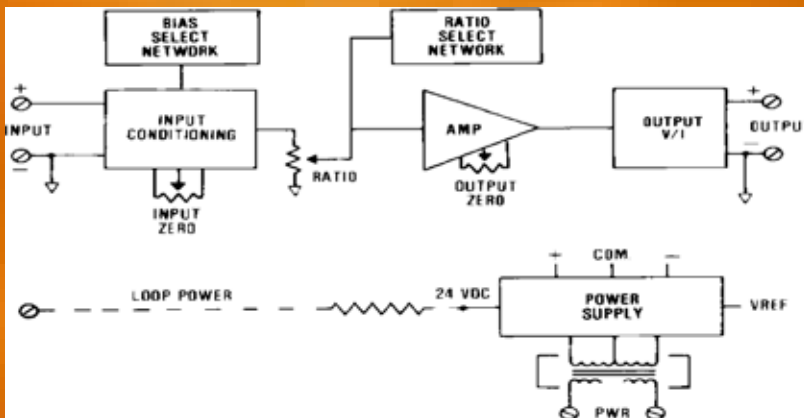 BIAS
SELECT
NETWORK
RATIO
SELECT
NETWORK
+
INPUT
−
INPUT
CONDITIONING
INPUT
ZERO
RATIO
AMP
OUTPUT
ZERO
OUTPUT
V/I
+
OUTPU
−
LOOP POWER
24 VDC
+ COM. −
POWER
SUPPLY
VREF
PWR